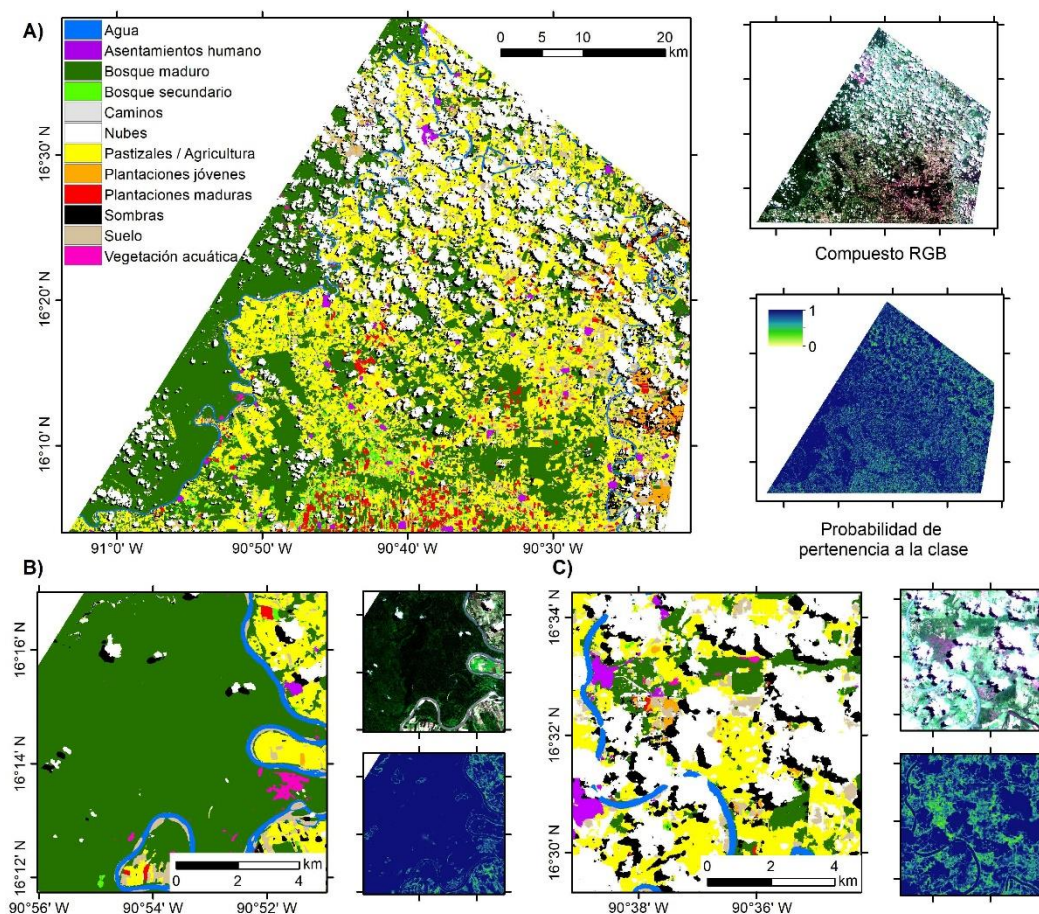 A)
Agua
Asentamientos humano
Bosque maduro
Bosque secundario
Caminos
Nubes
Pastizales / Agricultura
Plantaciones jóvenes
Plantaciones maduras
Sombras
Suelo
Vegetación acuática
0 5 10 20
km
16°30' N
16°20' N
16°10' N
91°0' W 90°50' W 90°40' W 90°30' W
Compuesto RGB
1
0
Probabilidad de
pertenencia a la clase
B)
16°16' N
16°14' N
16°12' N
km
0 2 4
90°56' W 90°54' W 90°52' W
C)
16°34' N
16°32' N
16°30' N
km
0 2 4
90°38' W 90°36' W